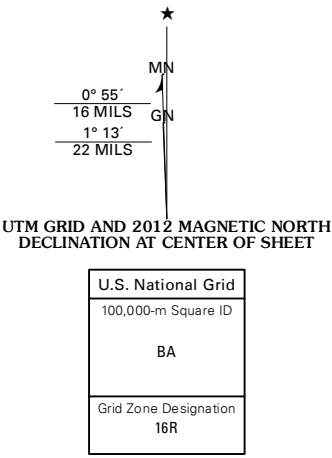 ★
MN
0° 55´
16 MILS
GN
1° 13´
22 MILS
UTM GRID AND 2012 MAGNETIC NORTH
DECLINATION AT CENTER OF SHEET
U.S. National Grid
100,000-m Square ID
BA
Grid Zone Designation
16R